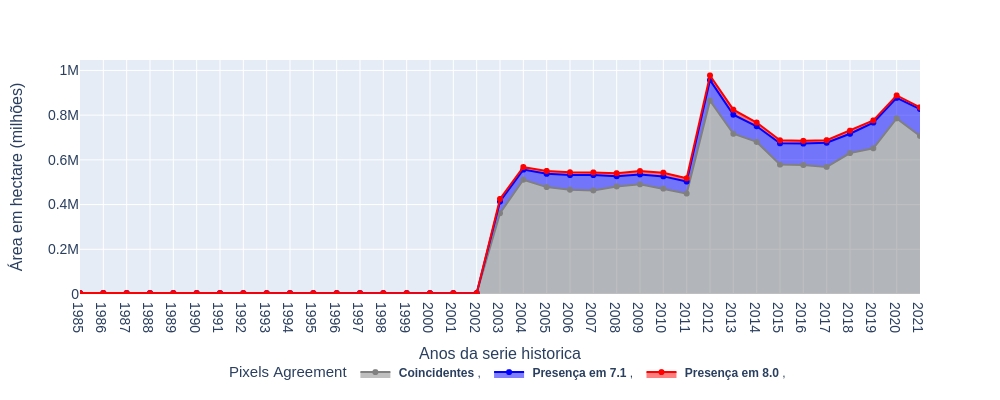 Área em hectare (milhões)
1M
0.8M
0.6M
0.4M
0.2M
0
1985 1986 1987 1988 1989 1990 1991 1992 1993 1994 1995 1996 1997 1998 1999 2000 2001 2002 2003 2004 2005 2006 2007 2008 2009 2010 2011 2012 2013 2014 2015 2016 2017 2018 2019 2020 2021
Anos da serie historica
Pixels Agreement Coincidentes , Presença em 7.1 , Presença em 8.0 ,